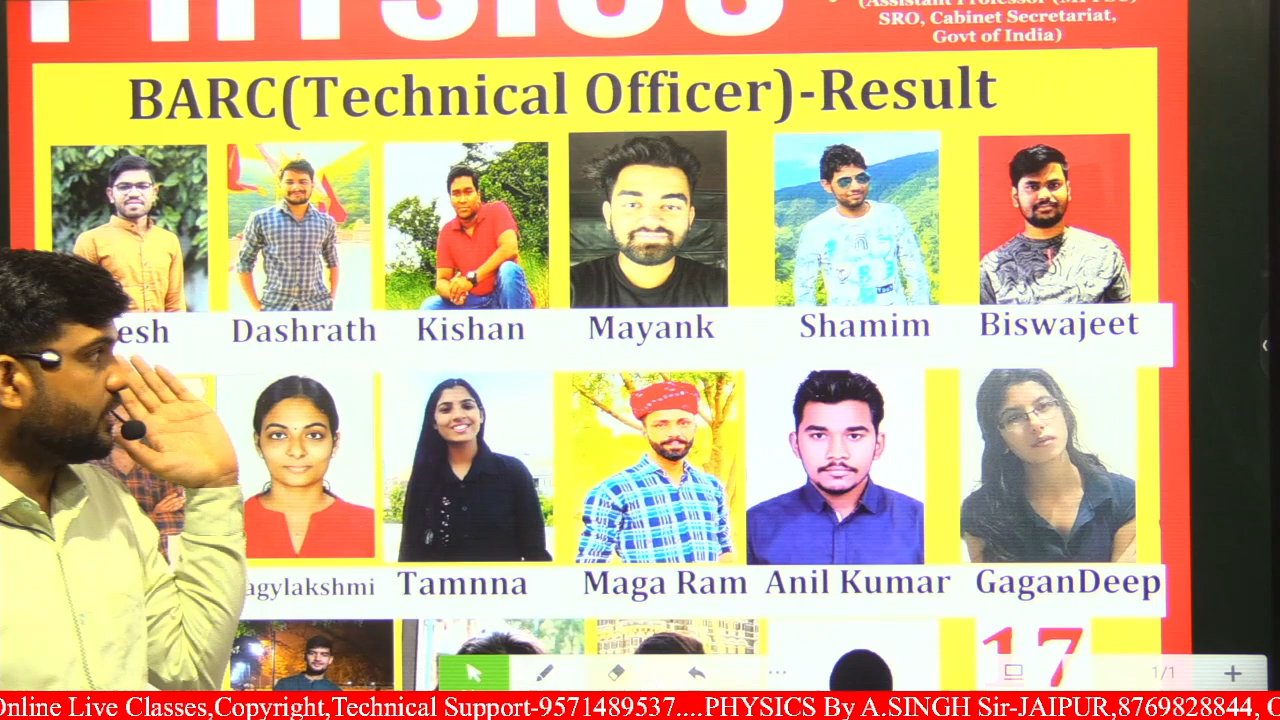 PHYSICS
(Assistant Professor (MPPSC)
SRO, Cabinet Secretariat,
Govt of India)
BARC(Technical Officer)-Result
esh Dashrath Kishan Mayank Shamim Biswajeet
agylakshmi Tamnna Maga Ram Anil Kumar GaganDeep
17
1/1
Online Live Classes,Copyright,Technical Support-9571489537....PHYSICS By A.SINGH Sir-JAIPUR,8769828844, C